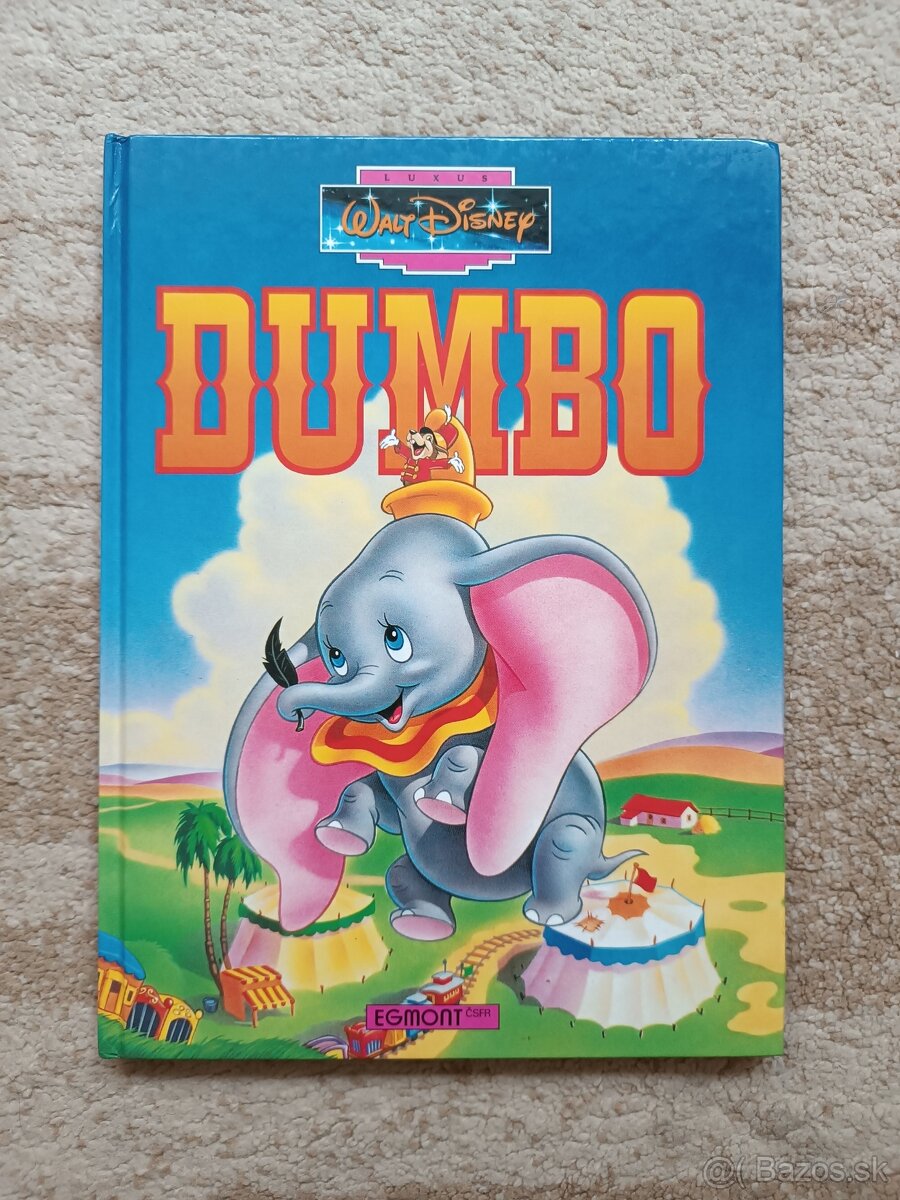 LUXUS
WALT DISNEY
DUMBO
EGMONT ČSFR
@( Bazos.sk